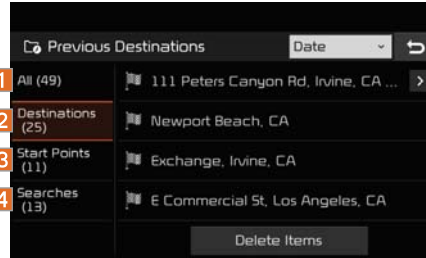 Previous Destinations Date
1 All (49) 111 Peters Canyon Rd, Irvine, CA ... >
2 Destinations (25) Newport Beach, CA
3 Start Points (11) Exchange, Irvine, CA
4 Searches (13) E Commercial St, Los Angeles, CA
Delete Items